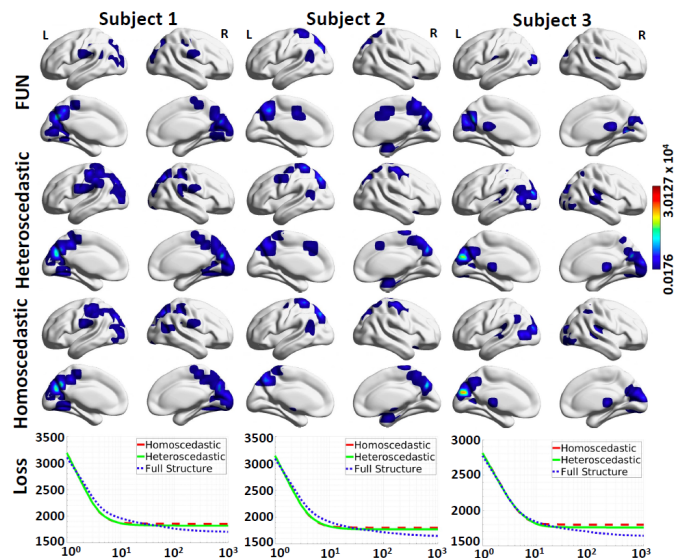 Subject 1 Subject 2 Subject 3
L R L R L R
FUN
Heteroscedastic
Homoscedastic
0.0176 3.0127 x 10⁴
Loss
3500
3000
2500
2000
1500
Homoscedastic
Heteroscedastic
Full Structure
10⁰ 10¹ 10² 10³
3500
3000
2500
2000
1500
Homoscedastic
Heteroscedastic
Full Structure
10⁰ 10¹ 10² 10³
3000
2500
2000
1500
Homoscedastic
Heteroscedastic
Full Structure
10⁰ 10¹ 10² 10³